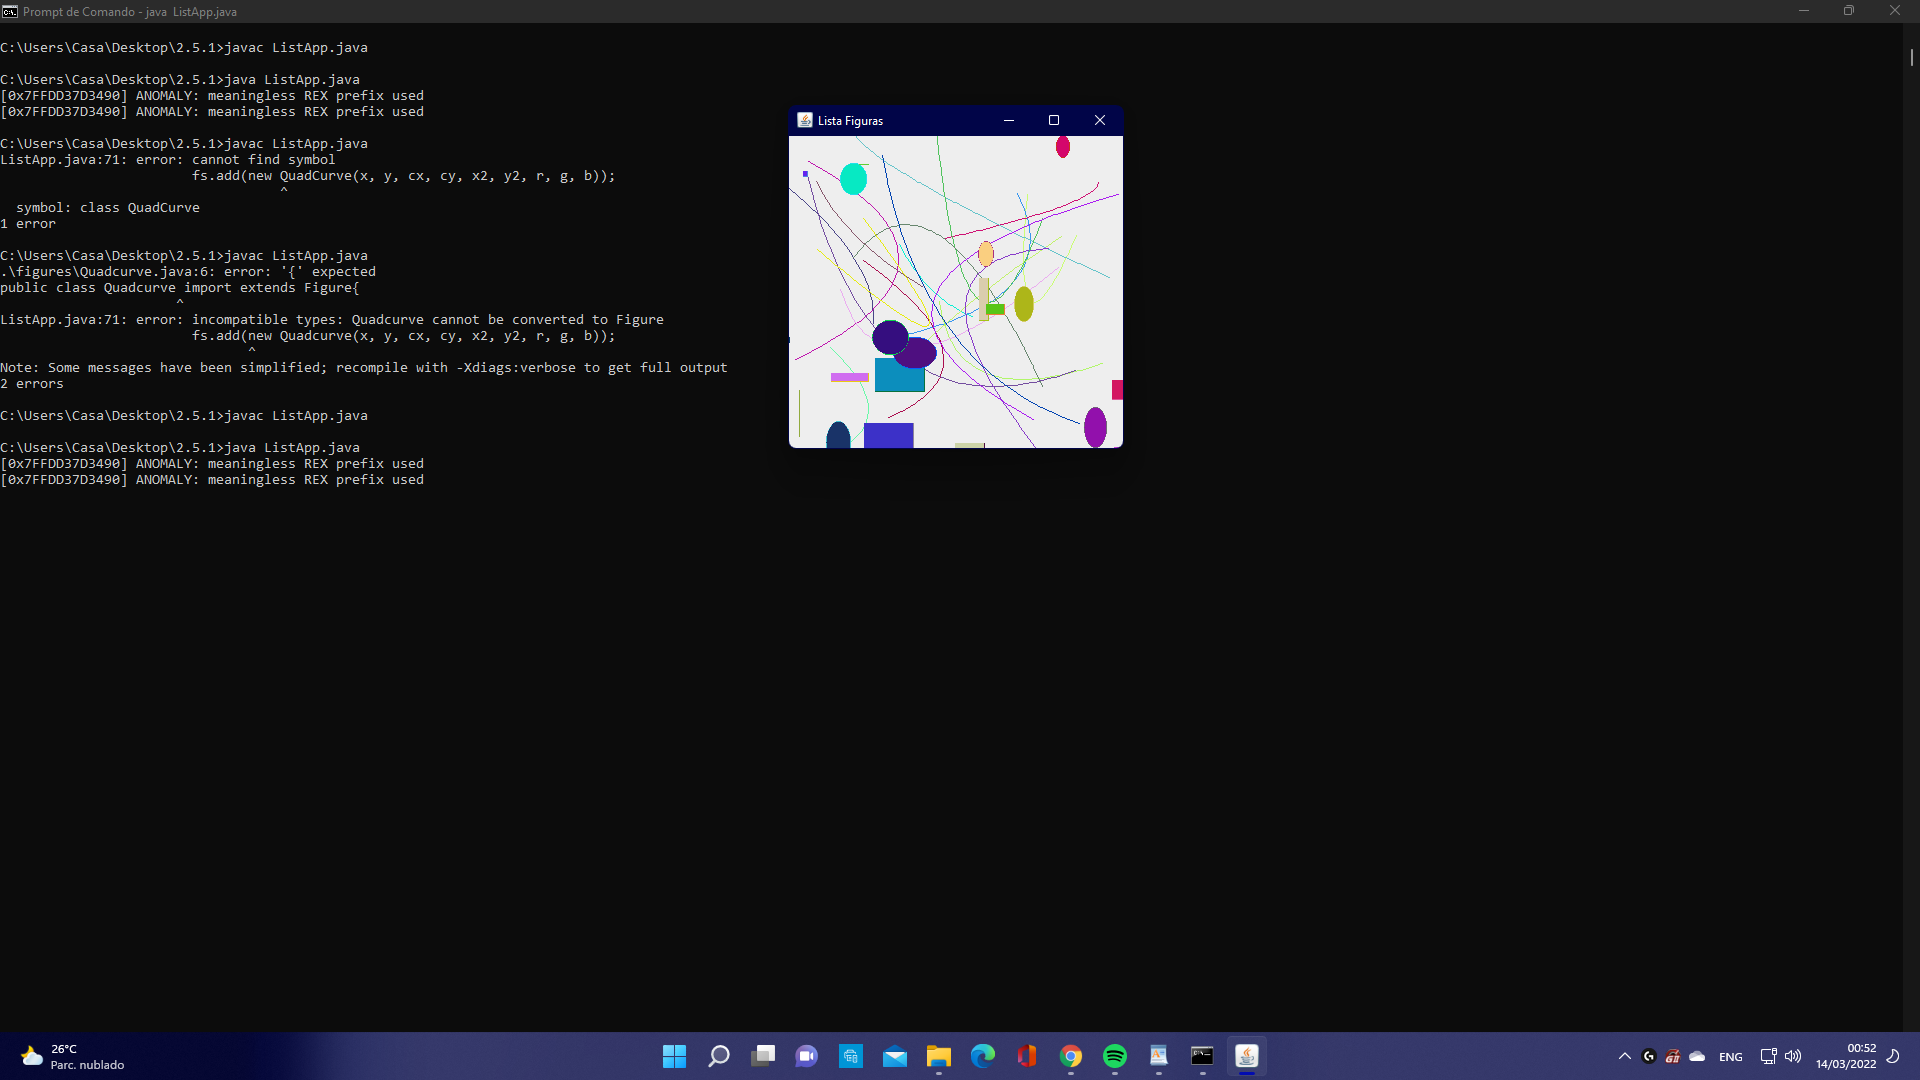 Prompt de Comando - java  ListApp.java
C:\Users\Casa\Desktop\2.5.1>javac ListApp.java
C:\Users\Casa\Desktop\2.5.1>java ListApp.java
[0x7FFDD37D3490] ANOMALY: meaningless REX prefix used
[0x7FFDD37D3490] ANOMALY: meaningless REX prefix used
C:\Users\Casa\Desktop\2.5.1>javac ListApp.java
ListApp.java:71: error: cannot find symbol
                        fs.add(new QuadCurve(x, y, cx, cy, x2, y2, r, g, b));
                                   ^
  symbol: class QuadCurve
1 error
C:\Users\Casa\Desktop\2.5.1>javac ListApp.java
.\figures\Quadcurve.java:6: error: '{' expected
public class Quadcurve import extends Figure{
                      ^
ListApp.java:71: error: incompatible types: Quadcurve cannot be converted to Figure
                        fs.add(new Quadcurve(x, y, cx, cy, x2, y2, r, g, b));
                               ^
Note: Some messages have been simplified; recompile with -Xdiags:verbose to get full output
2 errors
C:\Users\Casa\Desktop\2.5.1>javac ListApp.java
C:\Users\Casa\Desktop\2.5.1>java ListApp.java
[0x7FFDD37D3490] ANOMALY: meaningless REX prefix used
[0x7FFDD37D3490] ANOMALY: meaningless REX prefix used
Lista Figuras
26°C
Parc. nublado
ENG
00:52
14/03/2022